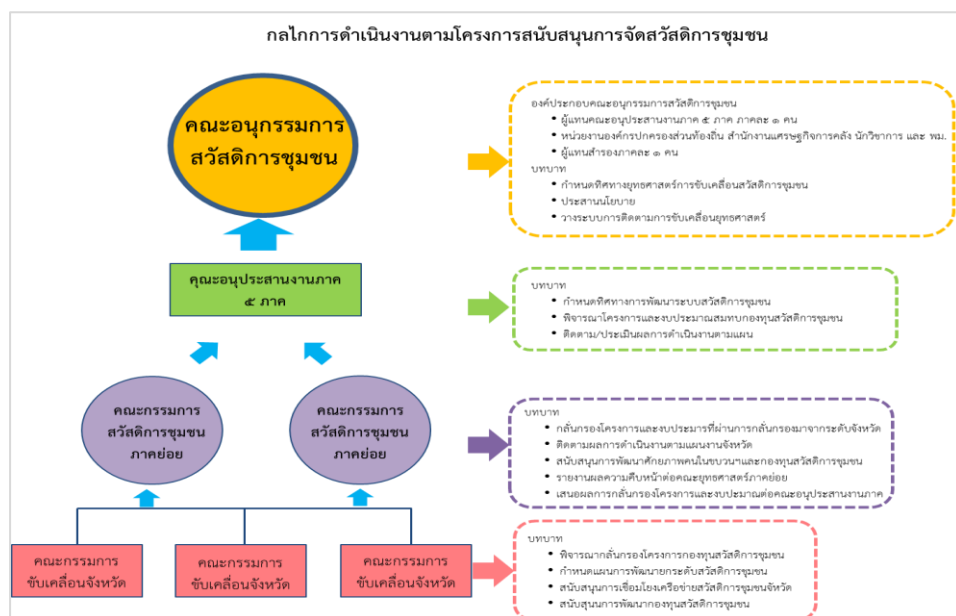 กลไกการดำเนินงานตามโครงการสนับสนุนการจัดสวัสดิการชุมชน
คณะอนุกรรมการ
สวัสดิการชุมชน
องค์ประกอบคณะอนุกรรมการสวัสดิการชุมชน
• ผู้แทนคณะอนุประสานงานภาค ๕ ภาค ภาคละ ๑ คน
• หน่วยงานองค์กรปกครองส่วนท้องถิ่น สำนักงานเศรษฐกิจการคลัง นักวิชาการ และ พม.
• ผู้แทนสำรองภาคละ ๑ คน
บทบาท
• กำหนดทิศทางยุทธศาสตร์การขับเคลื่อนสวัสดิการชุมชน
• ประสานนโยบาย
• วางระบบการติดตามการขับเคลื่อนยุทธศาสตร์
คุณะอนุประสานงานภาค
๕ ภาค
บทบาท
• กำหนดทิศทางการพัฒนาระบบสวัสดิการชุมชน
• พิจารณาโครงการและงบประมาณสมทบกองทุนสวัสดิการชุมชน
• ติดตาม/ประเมินผลการดำเนินงานตามแผน
คณะกรรมการ
สวัสดิการชุมชน
ภาคย่อย
คณะกรรมการ
สวัสดิการชุมชน
ภาคย่อย
บทบาท
• กลั่นกรองโครงการและงบประมารที่ผ่านการกลั่นกรองมาจากระดับจังหวัด
• ติดตามผลการดำเนินงานตามแผนงานจังหวัด
• สนับสนุนการพัฒนาศักยภาพคนในขบวนฯและกองทุนสวัสดิการชุมชน
• รายงานผลความคืบหน้าต่อคณะยุทธศาสตร์ภาคย่อย
• เสนอผลการกลั่นกรองโครงการและงบปะมาณต่อคณะอนุประสานงานภาค
คณะกรรมการ
ขับเคลื่อนจังหวัด
คณะกรรมการ
ขับเคลื่อนจังหวัด
คณะกรรมการ
ขับเคลื่อนจังหวัด
บทบาท
• พิจารณากลั่นกรองโครงการกองทุนสวัสดิการชุมชน
• กำหนดแผนการพัฒนายกระดับสวัสดิการชุมชน
• สนับสนุนการเชื่อมโยงเครือข่ายสวัสดิการชุมชนจังหวัด
• สนับสุนนการพัฒนากองทุนสวัสดิการชุมชน